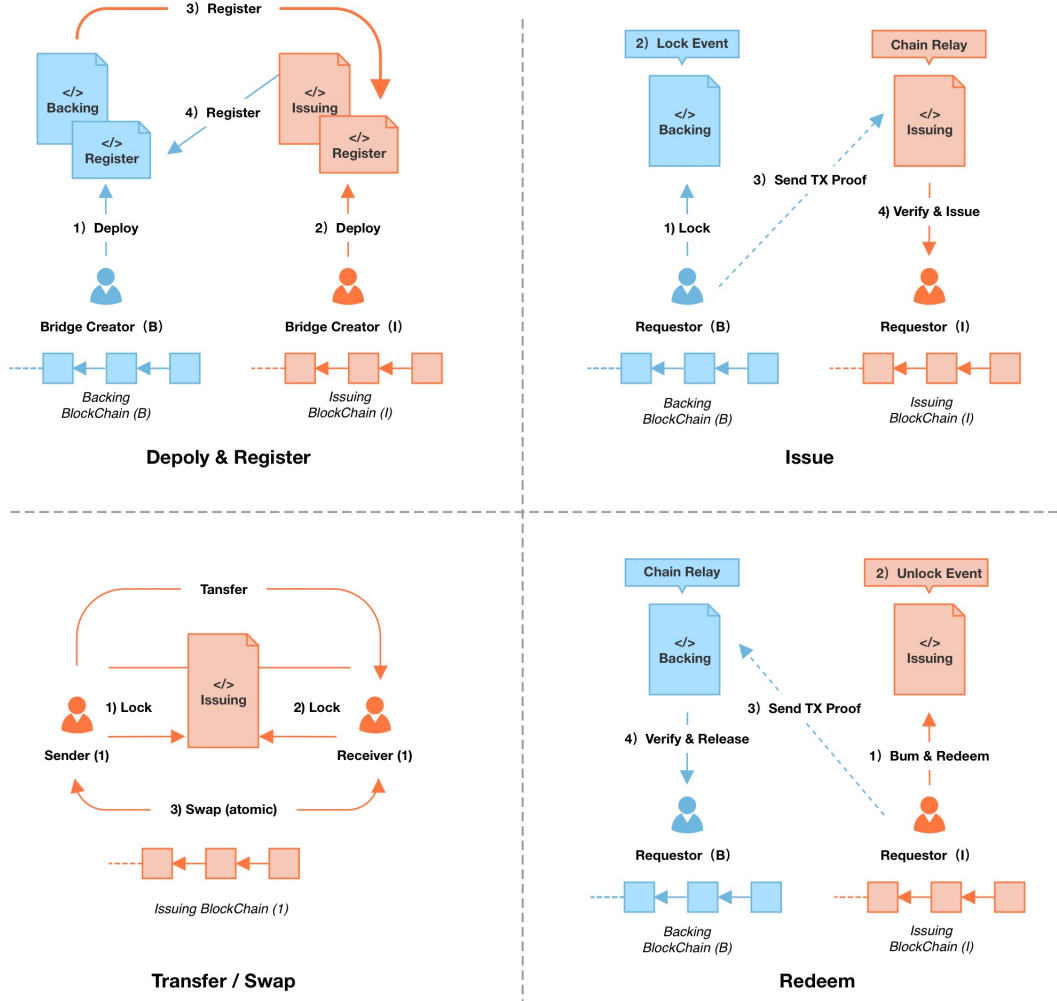 3）Register
</>
Backing
</>
Register
4）Register
</>
Issuing
</>
Register
1）Deploy
2）Deploy
Bridge Creator（B）
Bridge Creator（I）
Backing
BlockChain (B)
Issuing
BlockChain (I)
Depoly & Register
2）Lock Event
Chain Relay
</>
Backing
</>
Issuing
3）Send TX Proof
1) Lock
4) Verify & Issue
Requestor（B）
Requestor（I）
Backing
BlockChain (B)
Issuing
BlockChain (I)
Issue
Tansfer
</>
Issuing
1) Lock
2) Lock
Sender (1)
Receiver (1)
3) Swap (atomic)
Issuing BlockChain (1)
Transfer / Swap
Chain Relay
2）Unlock Event
</>
Backing
</>
Issuing
3）Send TX Proof
4）Verify & Release
1）Bum & Redeem
Requestor（B）
Requestor（I）
Backing
BlockChain (B)
Issuing
BlockChain (I)
Redeem